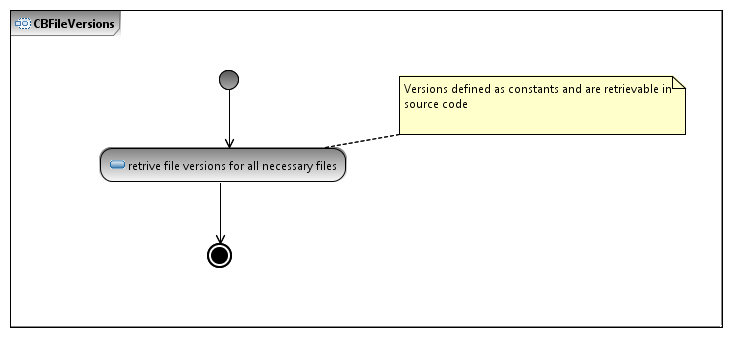 CBFileVersions
Versions defined as constants and are retrievable in
source code
retrive file versions for all necessary files